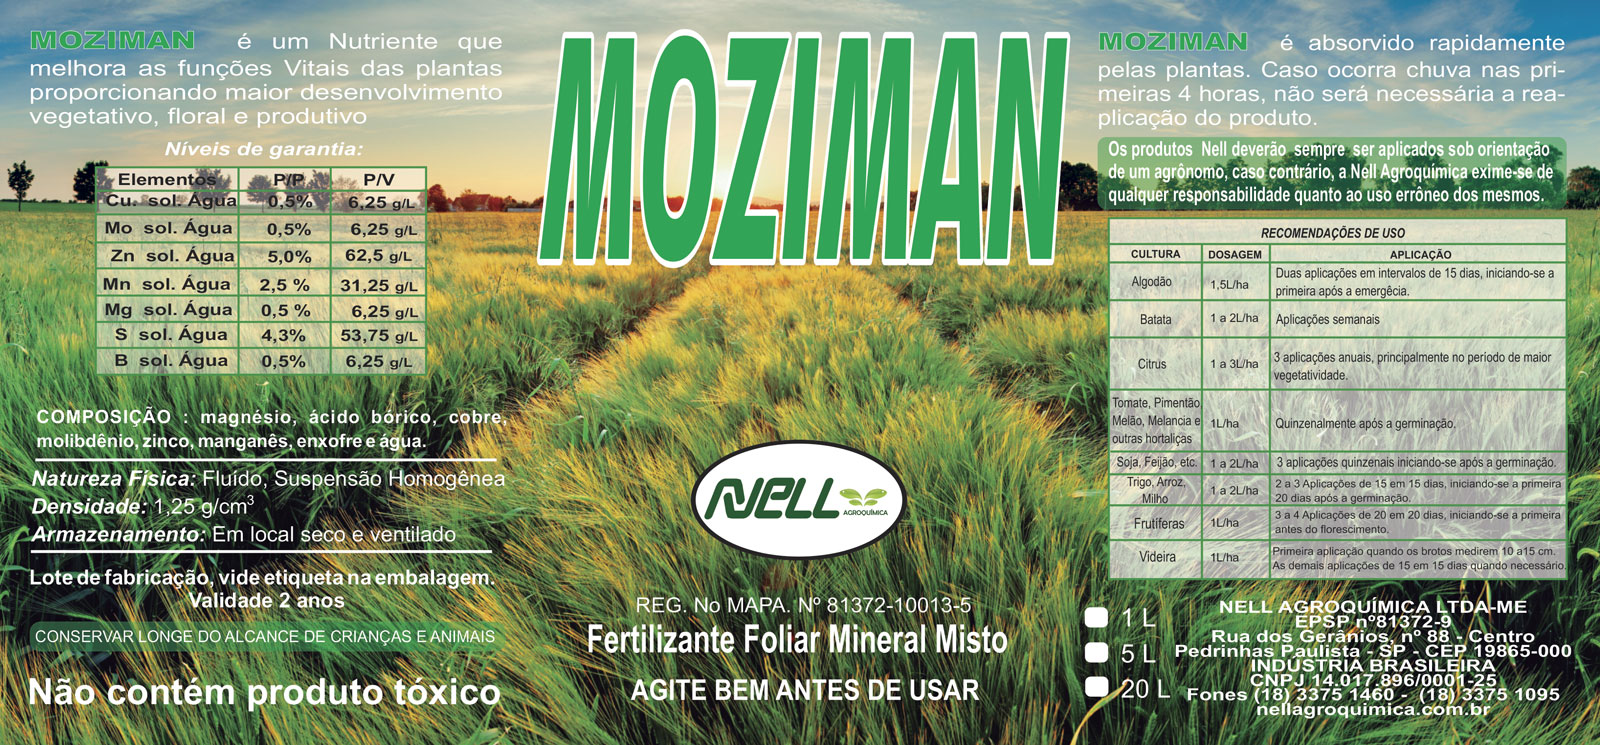 MOZIMAN é um Nutriente que
melhora as funções Vitais das plantas
proporcionando maior desenvolvimento
vegetativo, floral e produtivo
Níveis de garantia:
Elementos P/P P/V
Cu. sol. Água 0,5% 6,25 g/L
Mo sol. Água 0,5% 6,25 g/L
Zn sol. Água 5,0% 62,5 g/L
Mn sol. Água 2,5 % 31,25 g/L
Mg sol. Água 0,5 % 6,25 g/L
S sol. Água 4,3% 53,75 g/L
B sol. Água 0,5% 6,25 g/L
COMPOSIÇÃO : magnésio, ácido bórico, cobre,
molibdênio, zinco, manganês, enxofre e água.
Natureza Física: Fluído, Suspensão Homogênea
Densidade: 1,25 g/cm³
Armazenamento: Em local seco e ventilado
Lote de fabricação, vide etiqueta na embalagem.
Validade 2 anos
CONSERVAR LONGE DO ALCANCE DE CRIANÇAS E ANIMAIS
Não contém produto tóxico
MOZIMAN
NELL
AGROQUÍMICA
REG. No MAPA. Nº 81372-10013-5
Fertilizante Foliar Mineral Misto
AGITE BEM ANTES DE USAR
MOZIMAN é absorvido rapidamente
pelas plantas. Caso ocorra chuva nas pri-
meiras 4 horas, não será necessária a rea-
plicação do produto.
Os produtos Nell deverão sempre ser aplicados sob orientação
de um agrônomo, caso contrário, a Nell Agroquímica exime-se de
qualquer responsabilidade quanto ao uso errôneo dos mesmos.
RECOMENDAÇÕES DE USO
CULTURA DOSAGEM APLICAÇÃO
Algodão 1,5L/ha Duas aplicações em intervalos de 15 dias, iniciando-se a
primeira após a emergêcia.
Batata 1 a 2L/ha Aplicações semanais
Citrus 1 a 3L/ha 3 aplicações anuais, principalmente no período de maior
vegetatividade.
Tomate, Pimentão
Melão, Melancia e 1L/ha Quinzenalmente após a germinação.
outras hortaliças
Soja, Feijão, etc. 1 a 2L/ha 3 aplicações quinzenais iniciando-se após a germinação.
Trigo, Arroz, 1 a 2L/ha 2 a 3 Aplicações de 15 em 15 dias, iniciando-se a primeira
Milho 20 dias após a germinação.
Frutíferas 1L/ha 3 a 4 Aplicações de 20 em 20 dias, iniciando-se a primeira
antes do florescimento.
Videira 1L/ha Primeira aplicação quando os brotos medirem 10 a15 cm.
As demais aplicações de 15 em 15 dias quando necessário.
1 L
5 L
20 L
NELL AGROQUÍMICA LTDA-ME
EPSP nº81372-9
Rua dos Gerânios, nº 88 - Centro
Pedrinhas Paulista - SP - CEP 19865-000
INDÚSTRIA BRASILEIRA
CNPJ 14.017.896/0001-25
Fones (18) 3375 1460 - (18) 3375 1095
nellagroquimica.com.br